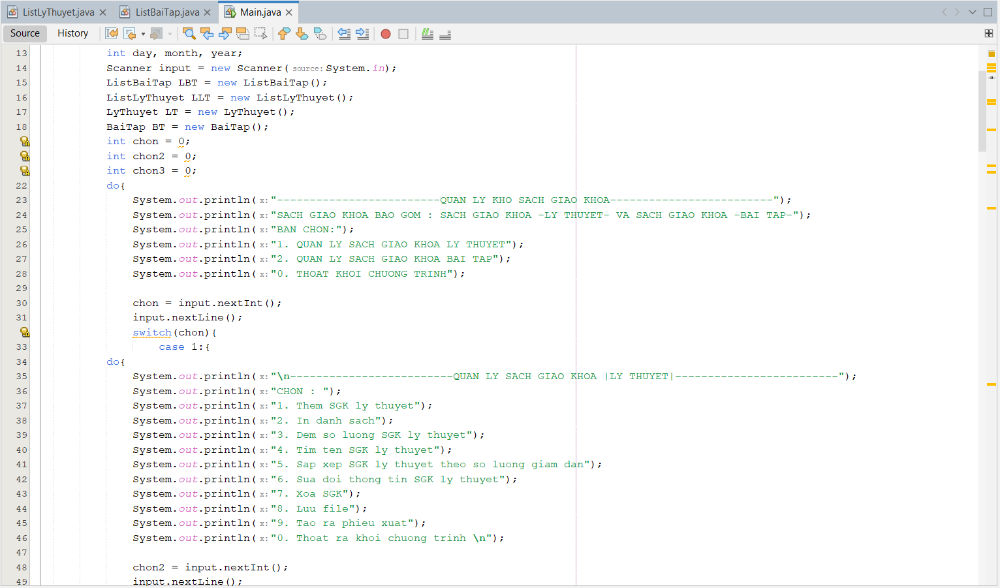 ListLyThuyet.java ListBaiTap.java Main.java
Source History
13 int day, month, year;
14 Scanner input = new Scanner( source: System.in);
15 ListBaiTap LBT = new ListBaiTap();
16 ListLyThuyet LLT = new ListLyThuyet();
17 LyThuyet LT = new LyThuyet();
18 BaiTap BT = new BaiTap();
int chon = 0;
int chon2 = 0;
int chon3 = 0;
22 do{
23 System.out.println( x: "-------------------------QUAN LY KHO SACH GIAO KHOA-------------------------");
24 System.out.println( x: "SACH GIAO KHOA BAO GOM : SACH GIAO KHOA -LY THUYET- VA SACH GIAO KHOA -BAI TAP-");
25 System.out.println( x: "BAN CHON:");
26 System.out.println( x: "1. QUAN LY SACH GIAO KHOA LY THUYET");
27 System.out.println( x: "2. QUAN LY SACH GIAO KHOA BAI TAP");
28 System.out.println( x: "0. THOAT KHOI CHUONG TRINH");
29
30 chon = input.nextInt();
31 input.nextLine();
switch(chon){
33 case 1:{
34 do{
35 System.out.println( x: "\n-------------------------QUAN LY SACH GIAO KHOA |LY THUYET|-------------------------");
36 System.out.println( x: "CHON : ");
37 System.out.println( x: "1. Them SGK ly thuyet");
38 System.out.println( x: "2. In danh sach");
39 System.out.println( x: "3. Dem so luong SGK ly thuyet");
40 System.out.println( x: "4. Tim ten SGK ly thuyet");
41 System.out.println( x: "5. Sap xep SGK ly thuyet theo so luong giam dan");
42 System.out.println( x: "6. Sua doi thong tin SGK ly thuyet");
43 System.out.println( x: "7. Xoa SGK");
44 System.out.println( x: "8. Luu file");
45 System.out.println( x: "9. Tao ra phieu xuat");
46 System.out.println( x: "0. Thoat ra khoi chuong trinh \n");
47
48 chon2 = input.nextInt();
49 input.nextLine();